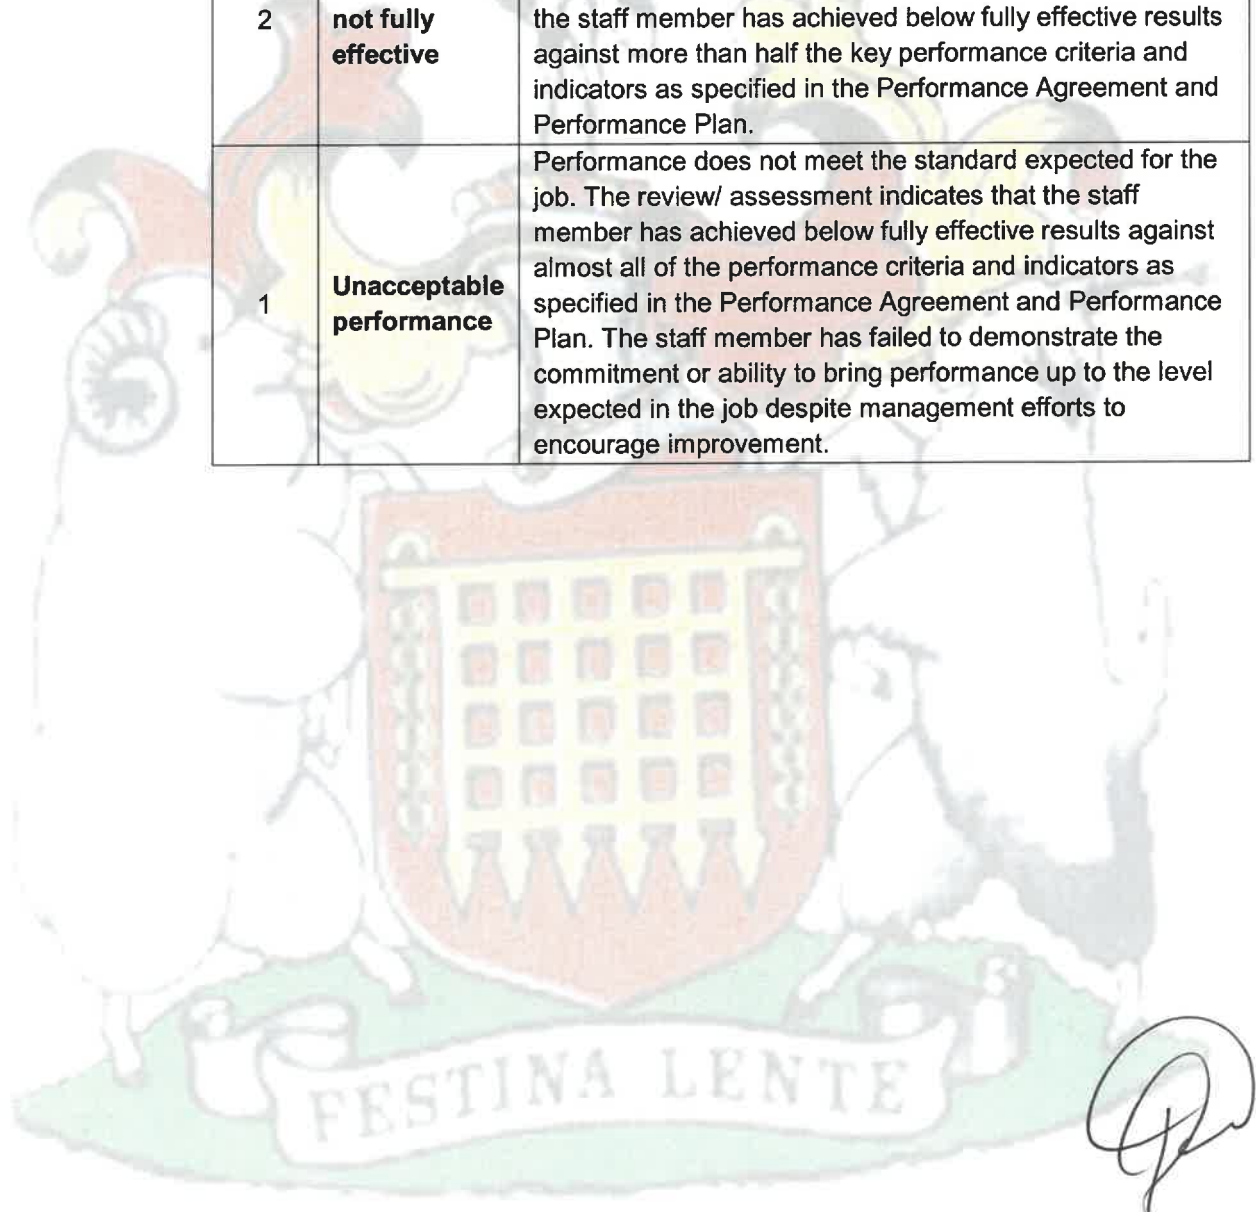 2 not fully the staff member has achieved below fully effective results
effective against more than half the key performance criteria and
indicators as specified in the Performance Agreement and
Performance Plan.
Performance does not meet the standard expected for the
job. The review/ assessment indicates that the staff
member has achieved below fully effective results against
almost all of the performance criteria and indicators as
1 Unacceptable specified in the Performance Agreement and Performance
performance Plan. The staff member has failed to demonstrate the
commitment or ability to bring performance up to the level
expected in the job despite management efforts to
encourage improvement.
FESTINA LENTE